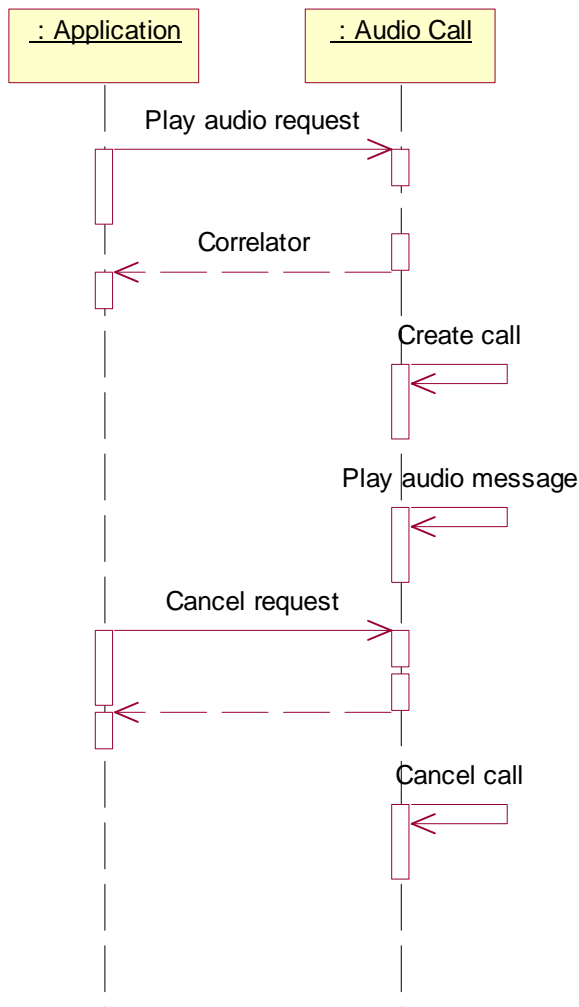 : Application
: Audio Call
Play audio request
Correlator
Create call
Play audio message
Cancel request
Cancel call